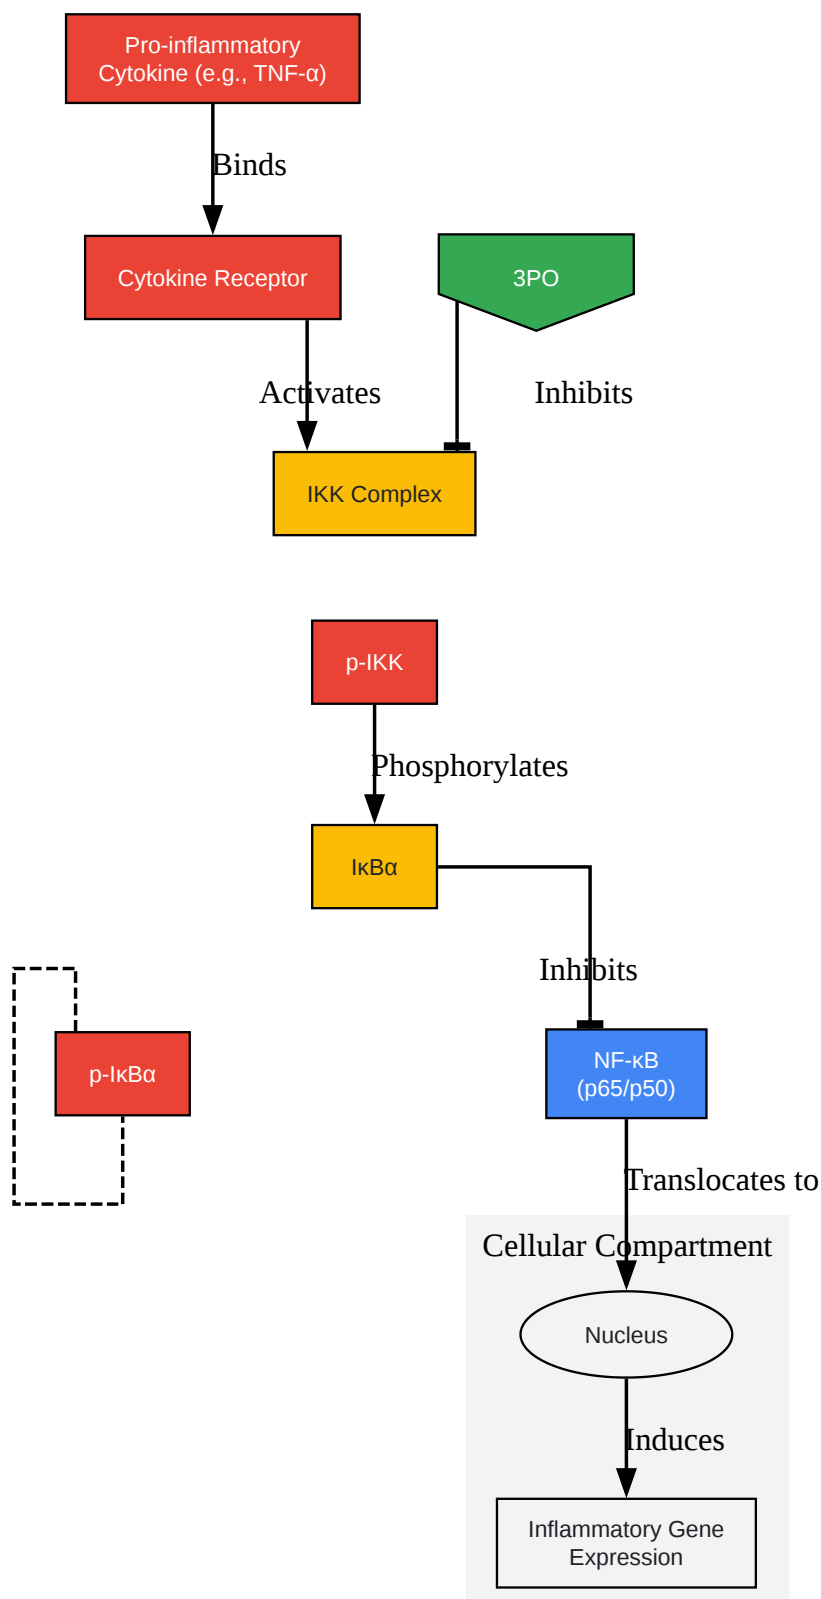 Pro-inflammatory
Cytokine (e.g., TNF-α)
Binds
Cytokine Receptor
3PO
Activates
Inhibits
IKK Complex
p-IKK
Phosphorylates
IκBα
Inhibits
p-IκBα
NF-κB
(p65/p50)
Translocates to
Cellular Compartment
Nucleus
Induces
Inflammatory Gene
Expression